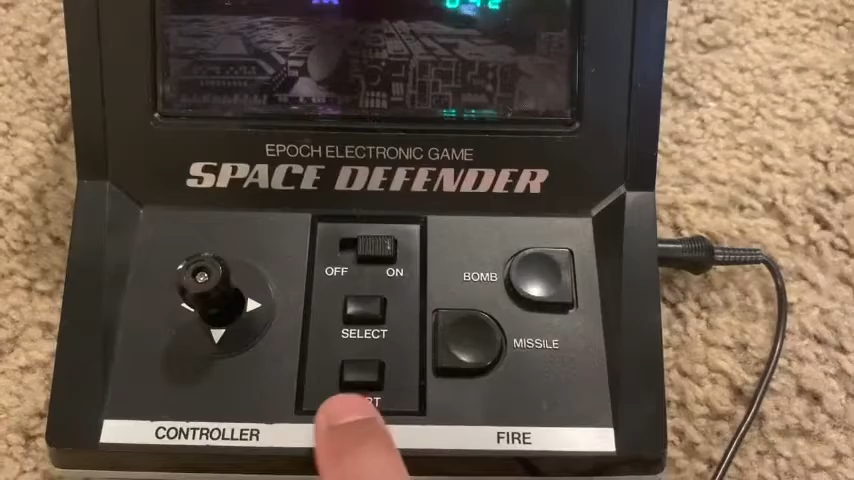 EPOCH ELECTRONIC GAME
SPACE DEFENDER
OFF ON
SELECT
BOMB
MISSILE
CONTROLLER
FIRE